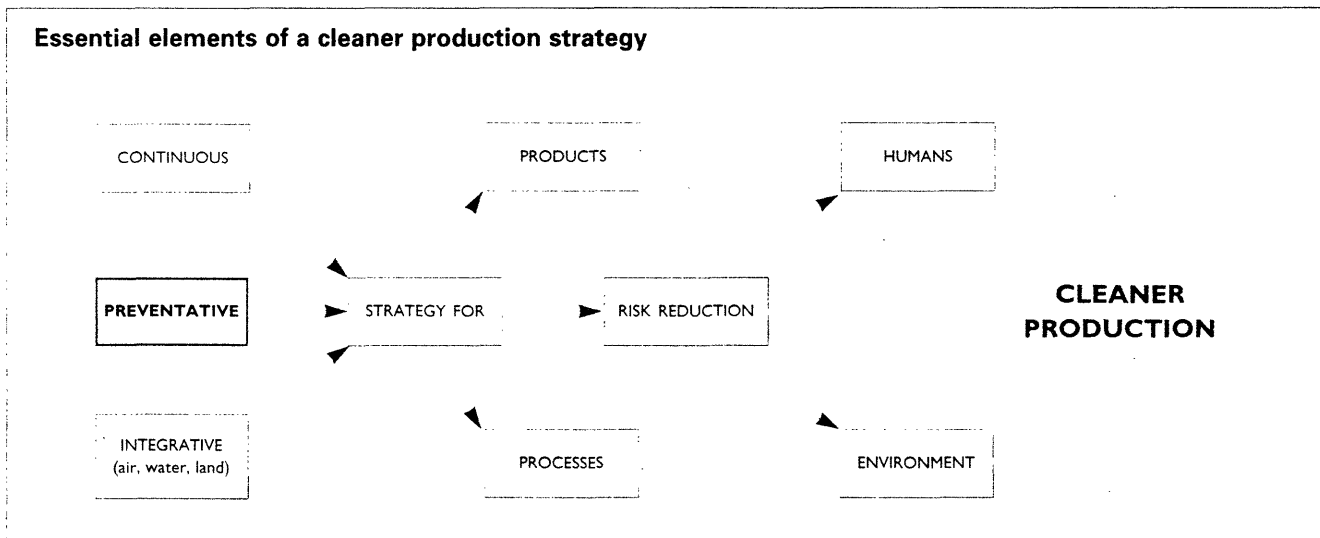 Essential elements of a cleaner production strategy
CONTINUOUS
PRODUCTS
HUMANS
PREVENTATIVE
STRATEGY FOR
RISK REDUCTION
CLEANER
PRODUCTION
INTEGRATIVE
(air, water, land)
PROCESSES
ENVIRONMENT